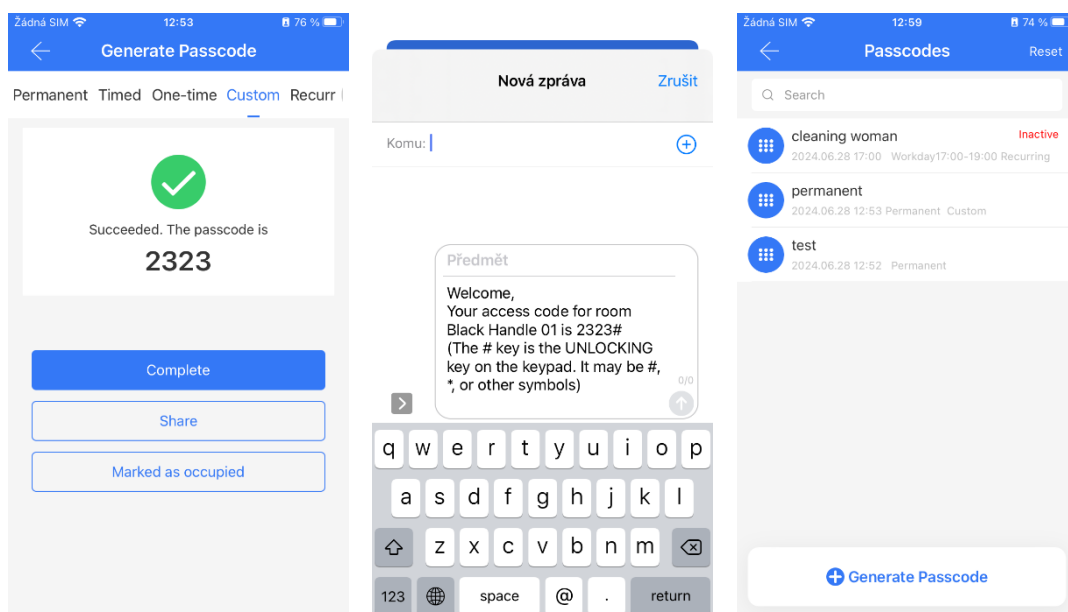 Žádná SIM 12:53 76 %
Generate Passcode
Permanent Timed One-time Custom Recurr
Succeeded. The passcode is
2323
Complete
Share
Marked as occupied
Nová zpráva Zrušit
Komu:
Předmět
Welcome,
Your access code for room
Black Handle 01 is 2323#
(The # key is the UNLOCKING
key on the keypad. It may be #,
*, or other symbols)
0/0
q w e r t y u i o p
a s d f g h j k l
z x c v b n m
123 space @ . return
Žádná SIM 12:59 74 %
Passcodes Reset
Search
cleaning woman Inactive
2024.06.28 17:00 Workday17:00-19:00 Recurring
permanent
2024.06.28 12:53 Permanent Custom
test
2024.06.28 12:52 Permanent
Generate Passcode